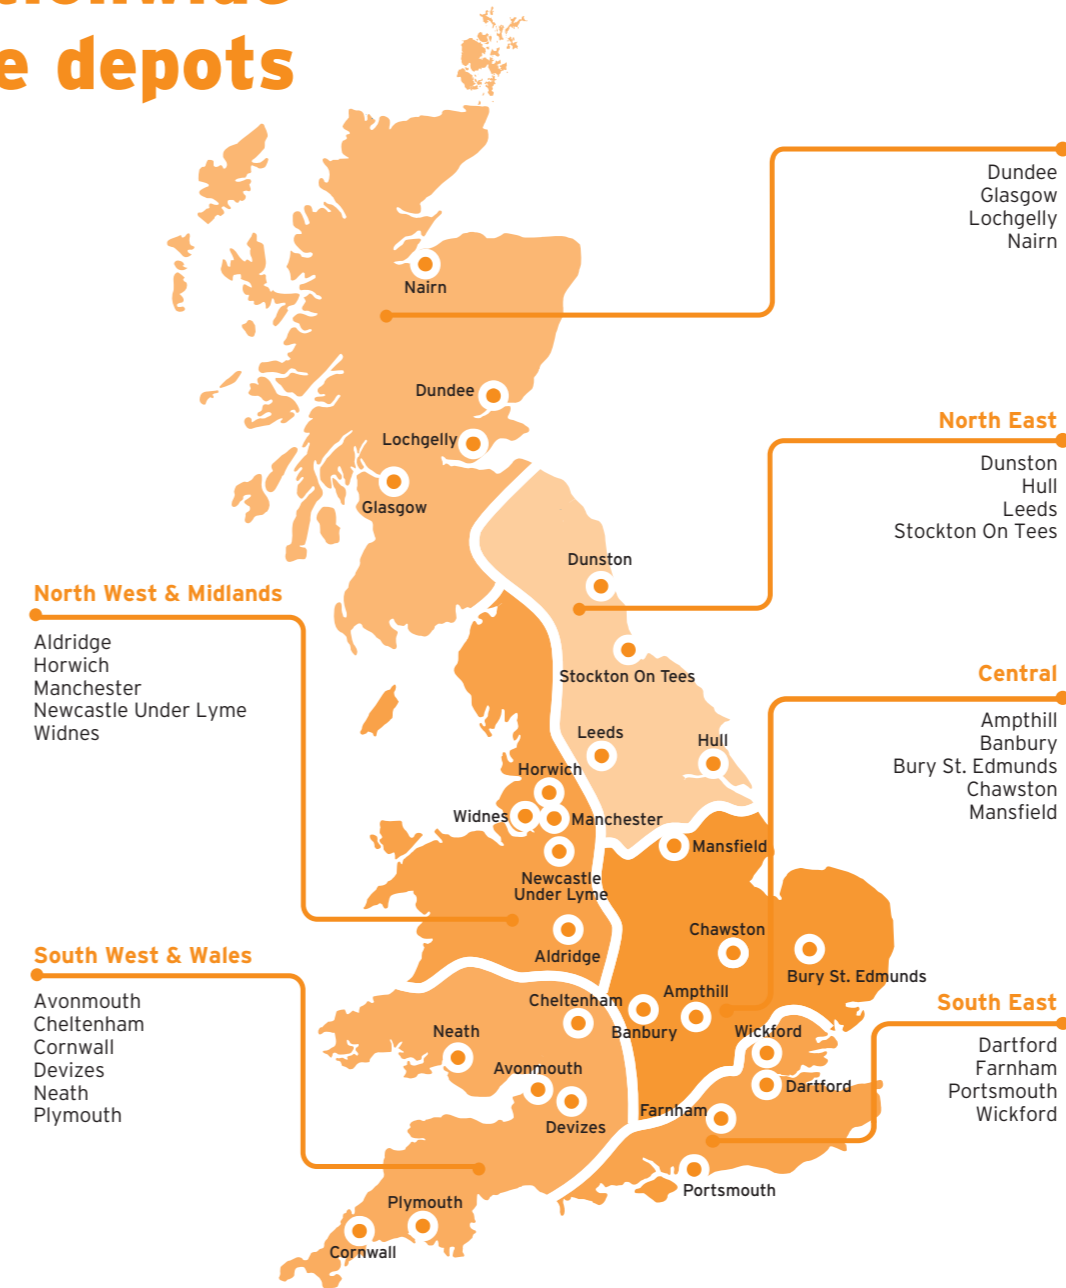 depots
Dundee
Glasgow
Lochgelly
Nairn
North East
Dunston
Hull
Leeds
Stockton On Tees
Central
Ampthill
Banbury
Bury St. Edmunds
Chawston
Mansfield
South East
Dartford
Farnham
Portsmouth
Wickford
North West & Midlands
Aldridge
Horwich
Manchester
Newcastle Under Lyme
Widnes
South West & Wales
Avonmouth
Cheltenham
Cornwall
Devizes
Neath
Plymouth
Nairn
Dundee
Lochgelly
Glasgow
Dunston
Stockton On Tees
Leeds
Hull
Horwich
Widnes
Manchester
Mansfield
Newcastle
Under Lyme
Chawston
Aldridge
Bury St. Edmunds
Ampthill
Cheltenham
Banbury
Wickford
Neath
Avonmouth
Dartford
Farnham
Devizes
Portsmouth
Plymouth
Cornwall